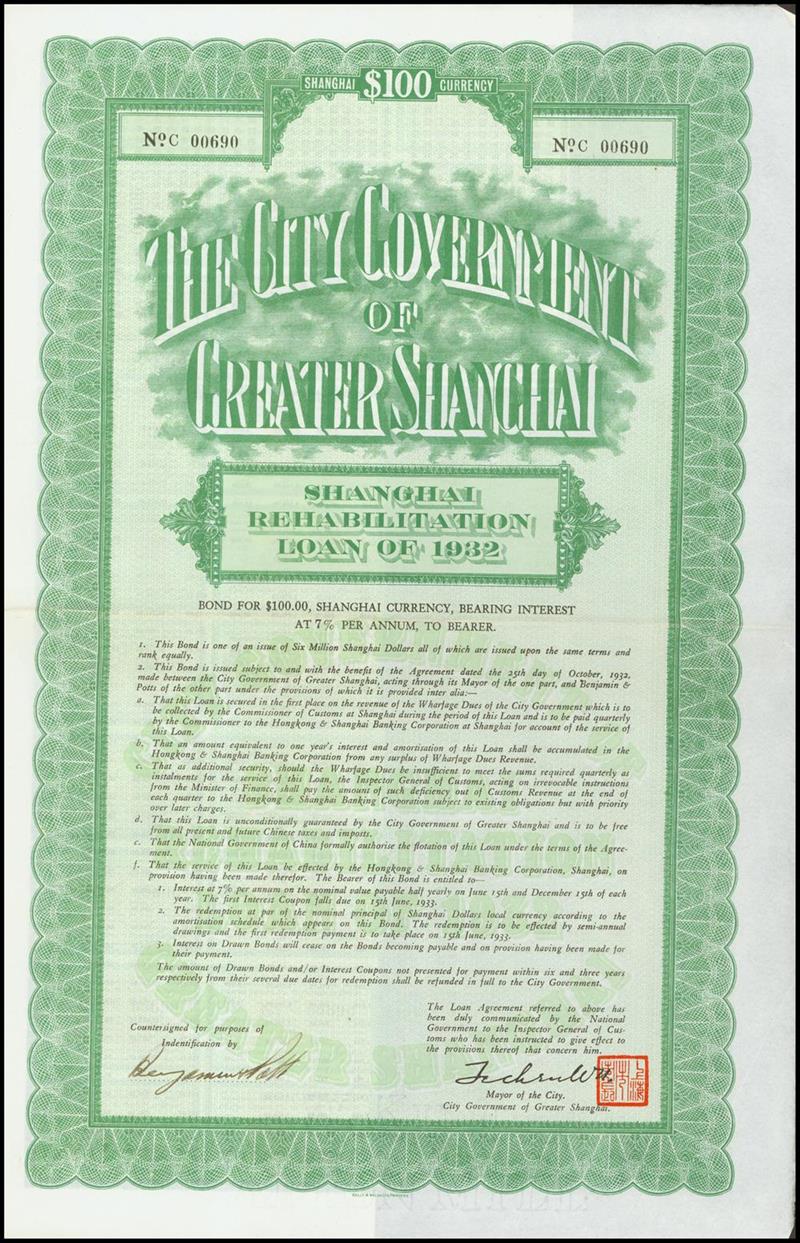 SHANGHAI $100 CURRENCY
NºC 00690
NºC 00690
THE CITY GOVERNMENT
OF
GREATER SHANGHAI
SHANGHAI
REHABILITATION
LOAN OF 1932
BOND FOR $100.00, SHANGHAI CURRENCY, BEARING INTEREST
AT 7% PER ANNUM, TO BEARER.
1. This Bond is one of an issue of Six Million Shanghai Dollars all of which are issued upon the same terms and
rank equally.
2. This Bond is issued subject to and with the benefit of the Agreement dated the 25th day of October, 1932,
made between the City Government of Greater Shanghai, acting through its Mayor of the one part, and Benjamin &
Potts of the other part under the provisions of which it is provided inter alia:—
a. That this Loan is secured in the first place on the revenue of the Wharfage Dues of the City Government which is to
be collected by the Commissioner of Customs at Shanghai during the period of this Loan and is to be paid quarterly
by the Commissioner to the Hongkong & Shanghai Banking Corporation at Shanghai for account of the service of
this Loan.
b. That an amount equivalent to one year's interest and amortisation of this Loan shall be accumulated in the
Hongkong & Shanghai Banking Corporation from any surplus of Wharfage Dues Revenue.
c. That as additional security, should the Wharfage Dues be insufficient to meet the sums required quarterly as
instalments for the service of this Loan, the Inspector General of Customs, acting on irrevocable instructions
from the Minister of Finance, shall pay the amount of such deficiency out of Customs Revenue at the end of
each quarter to the Hongkong & Shanghai Banking Corporation subject to existing obligations but with priority
over later charges.
d. That this Loan is unconditionally guaranteed by the City Government of Greater Shanghai and is to be free
from all present and future Chinese taxes and imposts.
e. That the National Government of China formally authorise the flotation of this Loan under the terms of the Agree-
ment.
f. That the service of this Loan be effected by the Hongkong & Shanghai Banking Corporation, Shanghai, on
provision having been made therefor. The Bearer of this Bond is entitled to—
1. Interest at 7% per annum on the nominal value payable half yearly on June 15th and December 15th of each
year. The first Interest Coupon falls due on 15th June, 1933.
2. The redemption at par of the nominal principal of Shanghai Dollars local currency according to the
amortisation schedule which appears on this Bond. The redemption is to be effected by semi-annual
drawings and the first redemption payment is to take place on 15th June, 1933.
3. Interest on Drawn Bonds will cease on the Bonds becoming payable and on provision having been made for
their payment.
The amount of Drawn Bonds and/or Interest Coupons not presented for payment within six and three years
respectively from their several due dates for redemption shall be refunded in full to the City Government.
The Loan Agreement referred to above has
been duly communicated by the National
Government to the Inspector General of Cus-
toms who has been instructed to give effect to
the provisions thereof that concern him.
Countersigned for purposes of
Indentification by
Benjamin & Potts
Mayor of the City.
City Government of Greater Shanghai.
上海市長